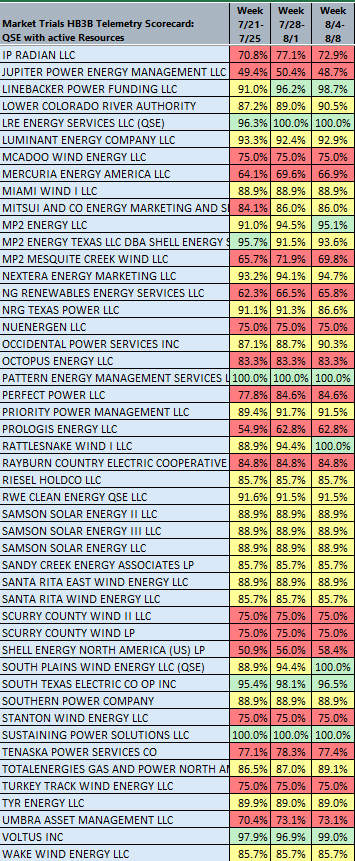 Market Trials HB3B Telemetry Scorecard: QSE with active Resources Week 7/21-7/25 Week 7/28-8/1 Week 8/4-8/8
IP RADIAN LLC 70.8% 77.1% 72.9%
JUPITER POWER ENERGY MANAGEMENT LLC 49.4% 50.4% 48.7%
LINEBACKER POWER FUNDING LLC 91.0% 96.2% 98.7%
LOWER COLORADO RIVER AUTHORITY 87.2% 89.0% 90.5%
LRE ENERGY SERVICES LLC (QSE) 96.3% 100.0% 100.0%
LUMINANT ENERGY COMPANY LLC 93.3% 92.4% 92.9%
MCADOO WIND ENERGY LLC 75.0% 75.0% 75.0%
MERCURIA ENERGY AMERICA LLC 64.1% 69.6% 66.9%
MIAMI WIND I LLC 88.9% 88.9% 88.9%
MITSUI AND CO ENERGY MARKETING AND SE 84.1% 86.0% 86.0%
MP2 ENERGY LLC 91.0% 94.5% 95.1%
MP2 ENERGY TEXAS LLC DBA SHELL ENERGY S 95.7% 91.5% 93.6%
MP2 MESQUITE CREEK WIND LLC 65.7% 71.9% 69.8%
NEXTERA ENERGY MARKETING LLC 93.2% 94.1% 94.7%
NG RENEWABLES ENERGY SERVICES LLC 62.3% 66.5% 65.8%
NRG TEXAS POWER LLC 91.1% 91.3% 86.6%
NUENERGEN LLC 75.0% 75.0% 75.0%
OCCIDENTAL POWER SERVICES INC 87.1% 88.7% 90.3%
OCTOPUS ENERGY LLC 83.3% 83.3% 83.3%
PATTERN ENERGY MANAGEMENT SERVICES L 100.0% 100.0% 100.0%
PERFECT POWER LLC 77.8% 84.6% 84.6%
PRIORITY POWER MANAGEMENT LLC 89.4% 91.7% 91.5%
PROLOGIS ENERGY LLC 54.9% 62.8% 62.8%
RATTLESNAKE WIND I LLC 88.9% 94.4% 100.0%
RAYBURN COUNTRY ELECTRIC COOPERATIVE 84.8% 84.8% 84.8%
RIESEL HOLDCO LLC 85.7% 85.7% 85.7%
RWE CLEAN ENERGY QSE LLC 91.6% 91.5% 91.5%
SAMSON SOLAR ENERGY II LLC 88.9% 88.9% 88.9%
SAMSON SOLAR ENERGY III LLC 88.9% 88.9% 88.9%
SAMSON SOLAR ENERGY LLC 88.9% 88.9% 88.9%
SANDY CREEK ENERGY ASSOCIATES LP 85.7% 85.7% 85.7%
SANTA RITA EAST WIND ENERGY LLC 88.9% 88.9% 88.9%
SANTA RITA WIND ENERGY LLC 85.7% 85.7% 85.7%
SCURRY COUNTY WIND II LLC 75.0% 75.0% 75.0%
SCURRY COUNTY WIND LP 75.0% 75.0% 75.0%
SHELL ENERGY NORTH AMERICA (US) LP 50.9% 56.0% 58.4%
SOUTH PLAINS WIND ENERGY LLC (QSE) 88.9% 94.4% 100.0%
SOUTH TEXAS ELECTRIC CO OP INC 95.4% 98.1% 96.5%
SOUTHERN POWER COMPANY 88.9% 88.9% 88.9%
STANTON WIND ENERGY LLC 75.0% 75.0% 75.0%
SUSTAINING POWER SOLUTIONS LLC 100.0% 100.0% 100.0%
TENASKA POWER SERVICES CO 77.1% 78.3% 77.4%
TOTALENERGIES GAS AND POWER NORTH AM 86.5% 87.0% 89.1%
TURKEY TRACK WIND ENERGY LLC 75.0% 75.0% 75.0%
TYR ENERGY LLC 89.9% 89.0% 89.0%
UMBRA ASSET MANAGEMENT LLC 70.4% 73.1% 73.1%
VOLTUS INC 97.9% 96.9% 99.0%
WAKE WIND ENERGY LLC 85.7% 85.7% 85.7%